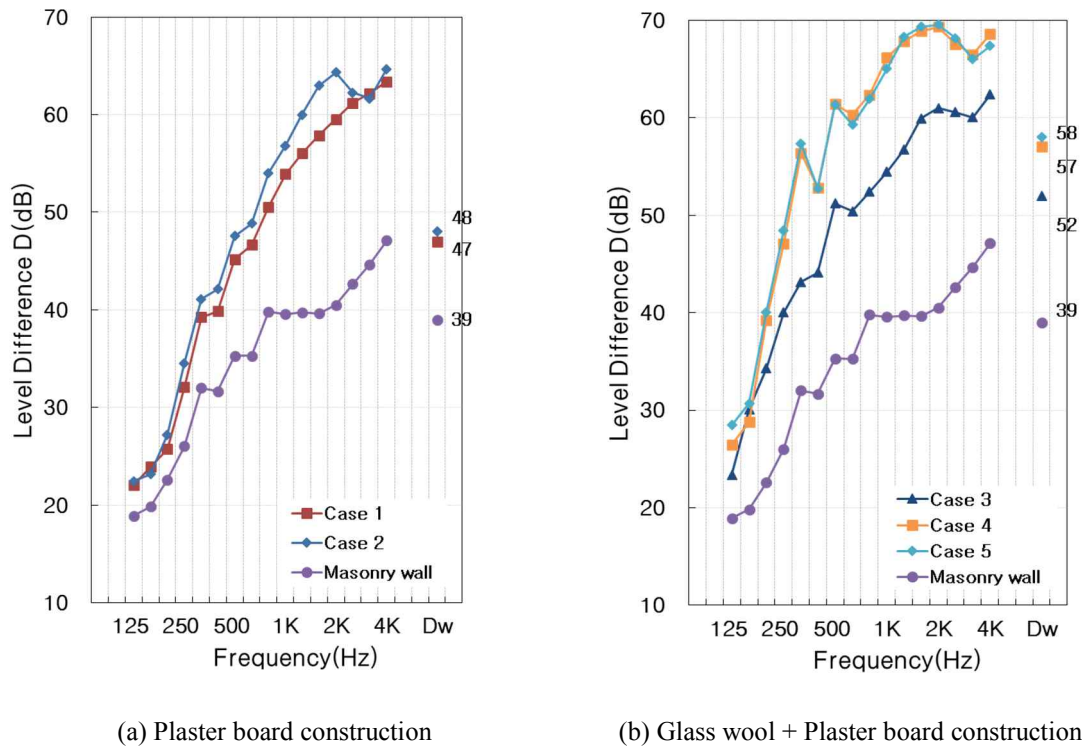 70
60
50
40
30
20
10
Level Difference D(dB)
48
47
39
Case 1
Case 2
Masonry wall
125 250 500 1K 2K 4K Dw
Frequency(Hz)
(a) Plaster board construction
70
60
50
40
30
20
10
Level Difference D(dB)
58
57
52
39
Case 3
Case 4
Case 5
Masonry wall
125 250 500 1K 2K 4K Dw
Frequency(Hz)
(b) Glass wool + Plaster board construction